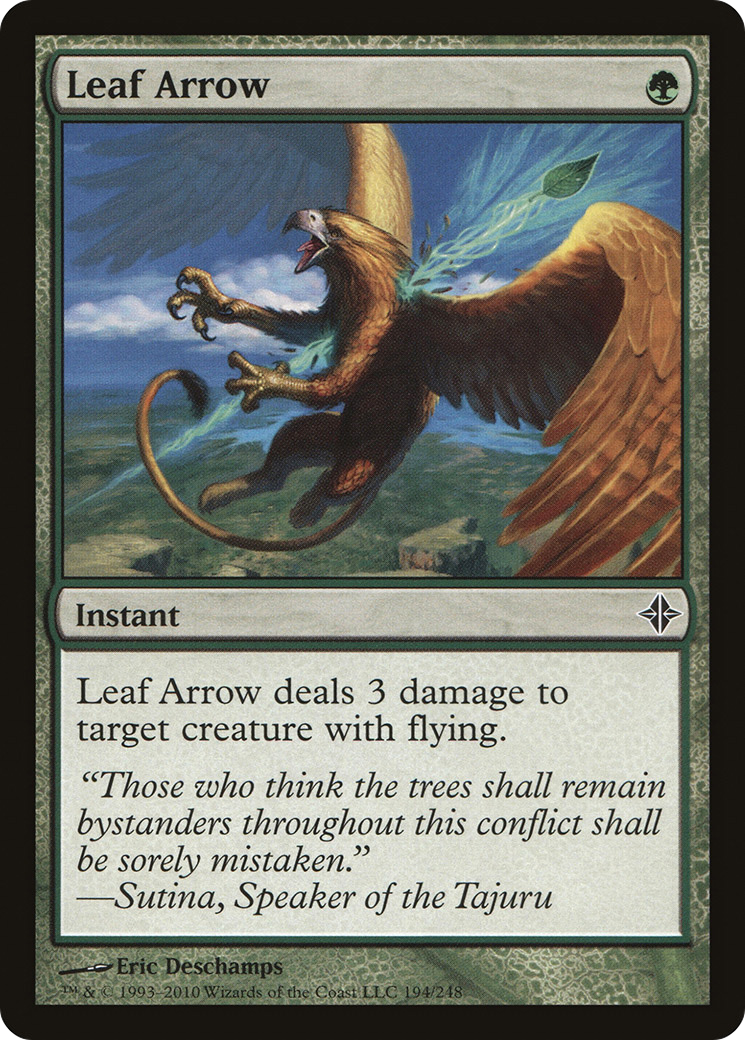 Leaf Arrow
Instant
Leaf Arrow deals 3 damage to
target creature with flying.
“Those who think the trees shall remain
bystanders throughout this conflict shall
be sorely mistaken.”
—Sutina, Speaker of the Tajuru
Eric Deschamps
™ & © 1993–2010 Wizards of the Coast LLC 194/248